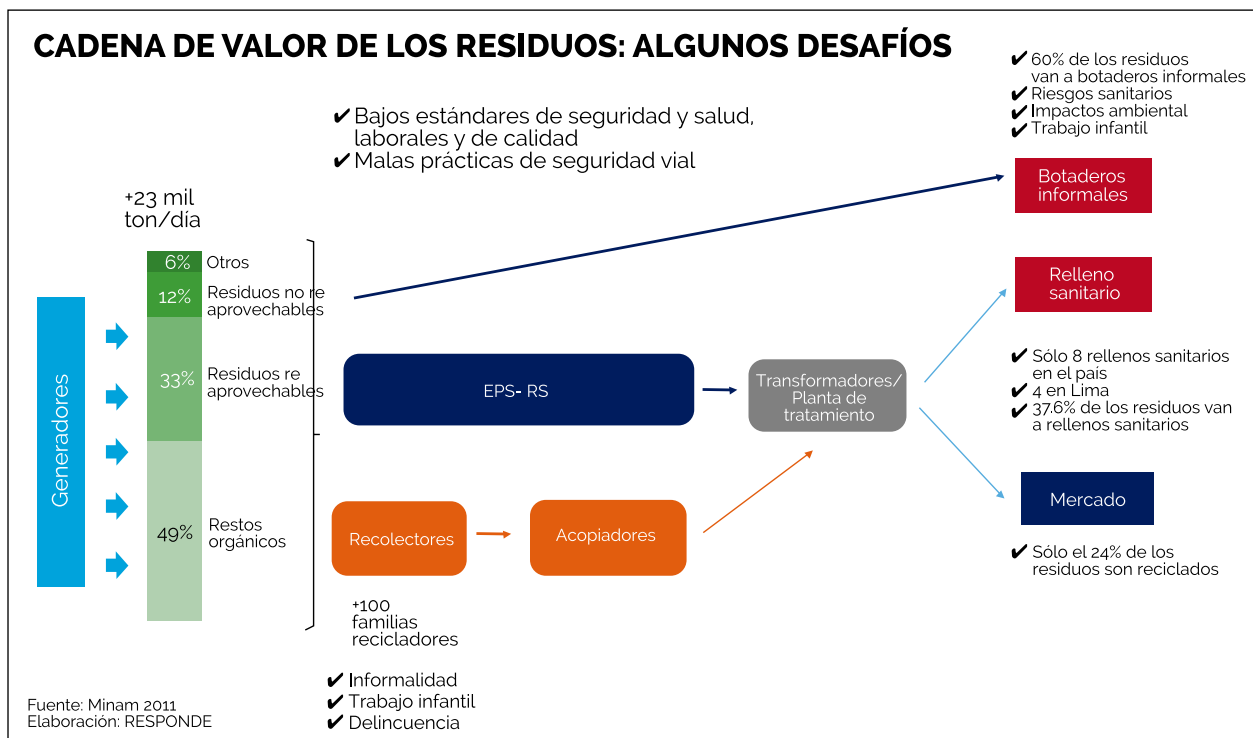 CADENA DE VALOR DE LOS RESIDUOS: ALGUNOS DESAFÍOS
✔ 60% de los residuos
van a botaderos informales
✔ Riesgos sanitarios
✔ Impactos ambiental
✔ Trabajo infantil
✔ Bajos estándares de seguridad y salud,
laborales y de calidad
✔ Malas prácticas de seguridad vial
Botaderos
informales
+23 mil
ton/día
6%
Otros
12%
Residuos no re
aprovechables
33%
Residuos re
aprovechables
49%
Restos
orgánicos
Generadores
EPS- RS
Transformadores/
Planta de
tratamiento
Relleno
sanitario
✔ Sólo 8 rellenos sanitarios
en el país
✔ 4 en Lima
✔ 37.6% de los residuos van
a rellenos sanitarios
Recolectores
Acopiadores
Mercado
✔ Sólo el 24% de los
residuos son reciclados
+100
familias
recicladores
✔ Informalidad
✔ Trabajo infantil
✔ Delincuencia
Fuente: Minam 2011
Elaboración: RESPONDE